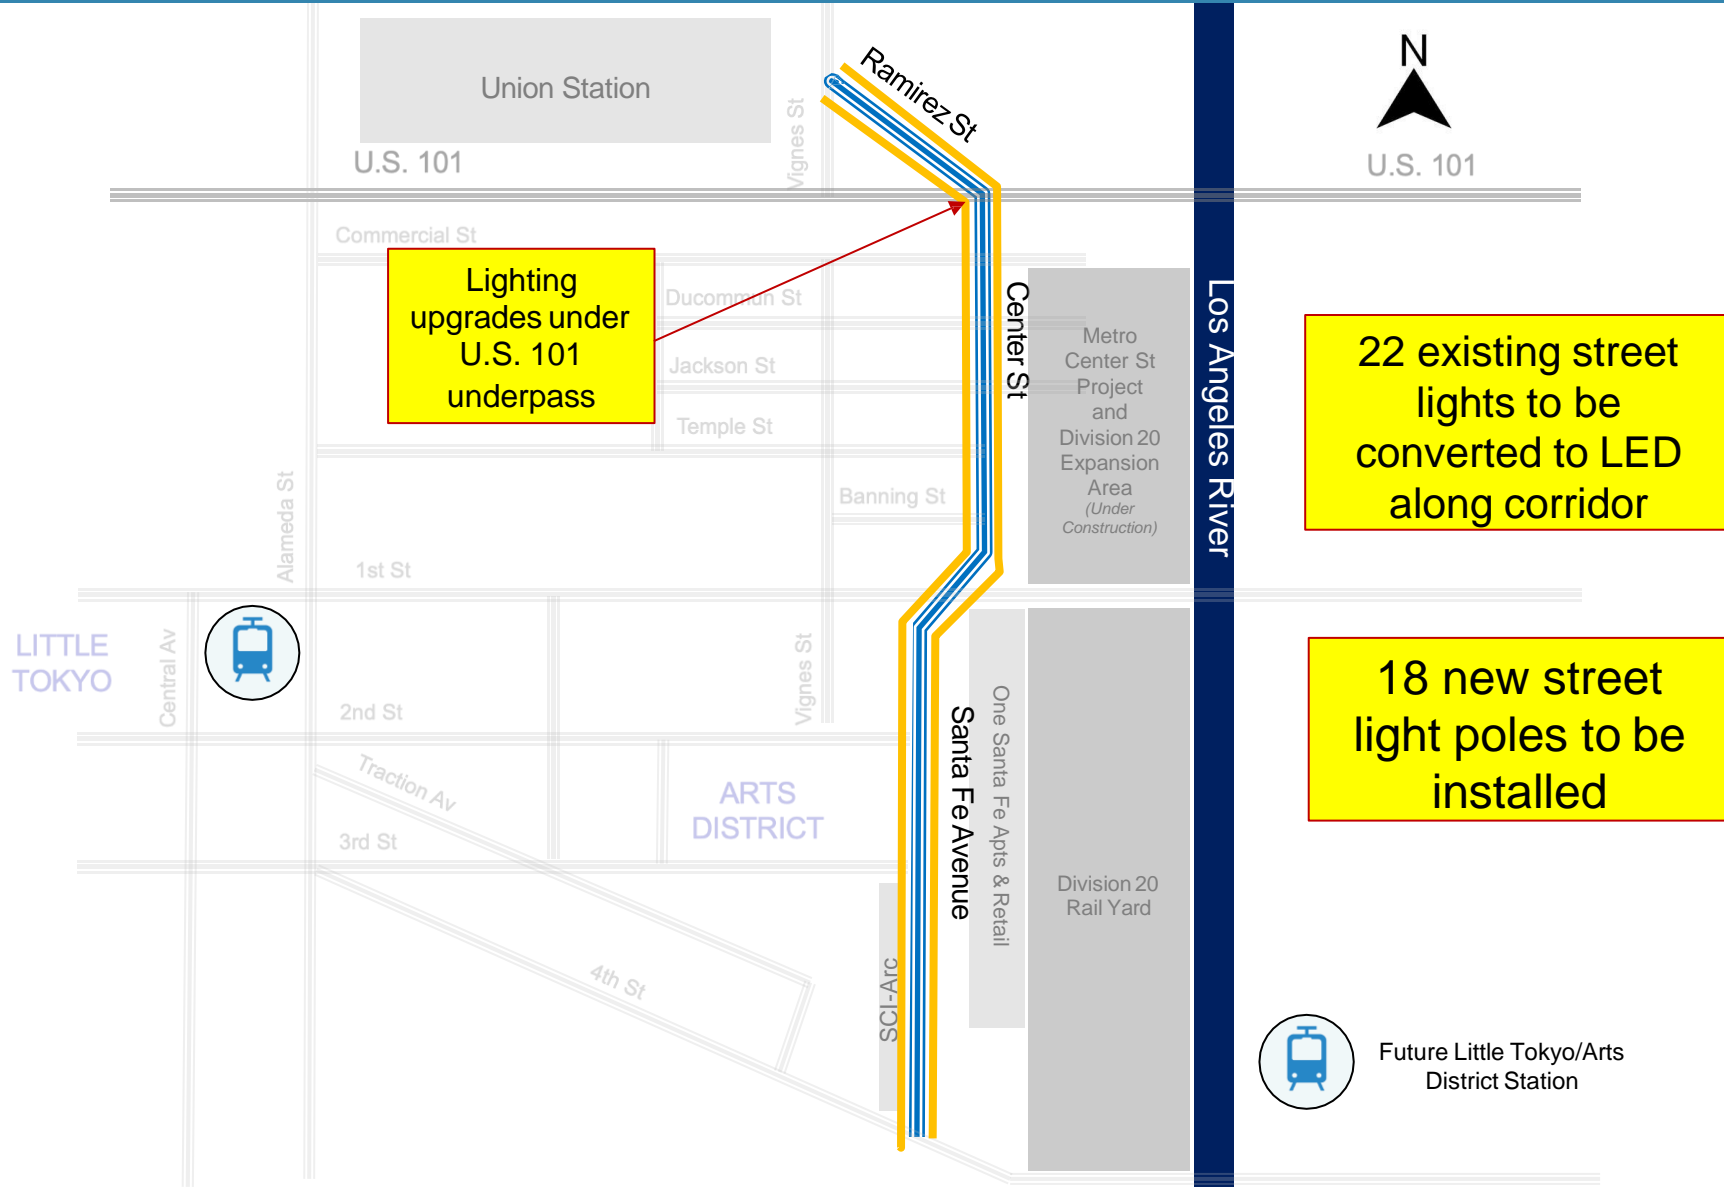 N
Union Station
Ramirez St
Vignes St
U.S. 101
U.S. 101
Commercial St
Lighting
upgrades under
U.S. 101
underpass
Ducommun St
Jackson St
Temple St
Banning St
Center St
Metro
Center St
Project
and
Division 20
Expansion
Area
(Under
Construction)
Los Angeles River
22 existing street
lights to be
converted to LED
along corridor
Alameda St
1st St
LITTLE
TOKYO
Central Av
Vignes St
2nd St
Traction Av
3rd St
ARTS
DISTRICT
Santa Fe Avenue
One Santa Fe Apts & Retail
18 new street
light poles to be
installed
Division 20
Rail Yard
4th St
SCI-Arc
Future Little Tokyo/Arts
District Station